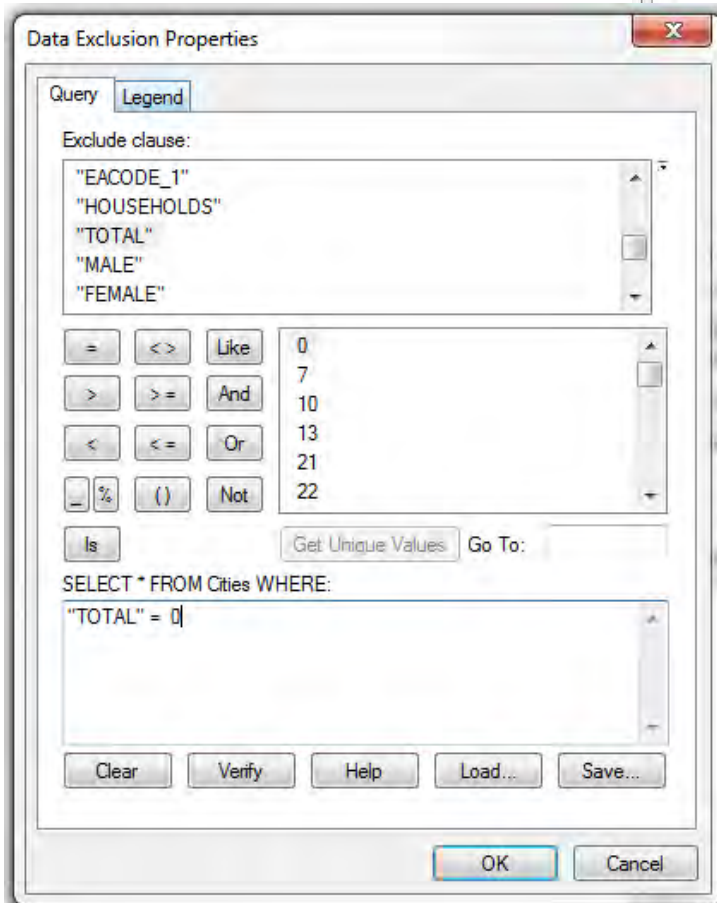 Data Exclusion Properties
Query Legend
Exclude clause:
"EACODE_1"
"HOUSEHOLDS"
"TOTAL"
"MALE"
"FEMALE"
= < > Like
> > = And
< < = Or
_ % ( ) Not
Is
0
7
10
13
21
22
Get Unique Values Go To:
SELECT * FROM Cities WHERE:
"TOTAL" = 0
Clear Verify Help Load... Save...
OK Cancel